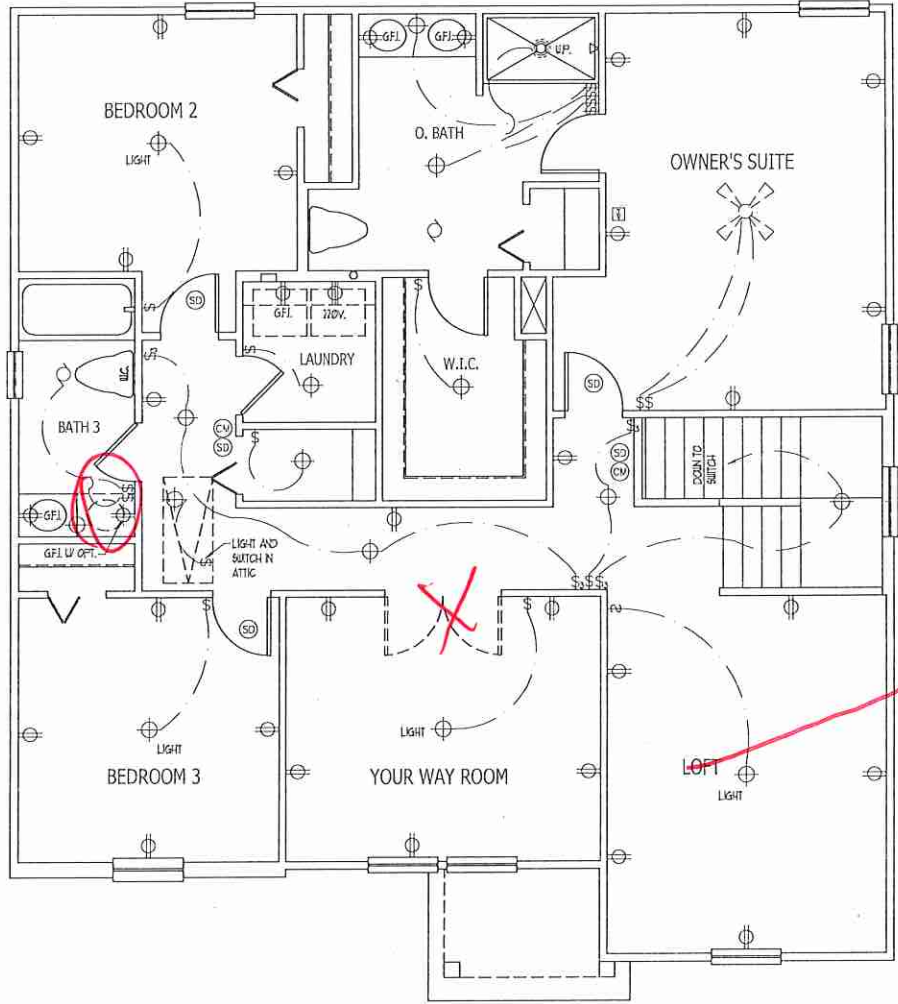 G.F.I.
G.F.I.
V.P.
BEDROOM 2
O. BATH
LIGHT
OWNER'S SUITE
SD
G.F.I.
220V.
LAUNDRY
W.I.C.
W.C.
SD
BATH 3
CM
SD
SD
CM
DOWN TO
SWITCH
G.F.I.
G.F.I. W/ OPT.
LIGHT AND
SWITCH IN
ATTIC
SD
LIGHT
LIGHT
BEDROOM 3
YOUR WAY ROOM
LOFT
LIGHT